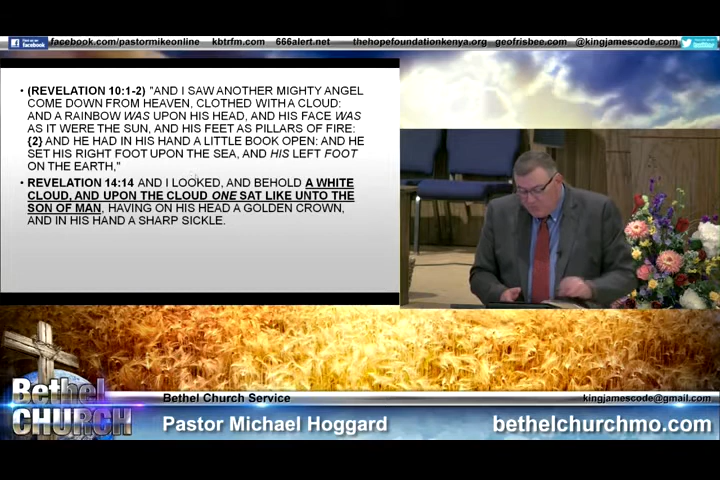 facebook.com/pastormikeonline kbtrfm.com 666alert.net thehopefoundationkenya.org geofrisbee.com @kingjamescode.com
• (REVELATION 10:1-2) "AND I SAW ANOTHER MIGHTY ANGEL
COME DOWN FROM HEAVEN, CLOTHED WITH A CLOUD:
AND A RAINBOW WAS UPON HIS HEAD, AND HIS FACE WAS
AS IT WERE THE SUN, AND HIS FEET AS PILLARS OF FIRE:
{2} AND HE HAD IN HIS HAND A LITTLE BOOK OPEN: AND HE
SET HIS RIGHT FOOT UPON THE SEA, AND HIS LEFT FOOT
ON THE EARTH,"
• REVELATION 14:14 AND I LOOKED, AND BEHOLD A WHITE
CLOUD, AND UPON THE CLOUD ONE SAT LIKE UNTO THE
SON OF MAN, HAVING ON HIS HEAD A GOLDEN CROWN,
AND IN HIS HAND A SHARP SICKLE.
Bethel
CHURCH
Bethel Church Service
kingjamescode@gmail.com
Pastor Michael Hoggard
bethelchurchmo.com